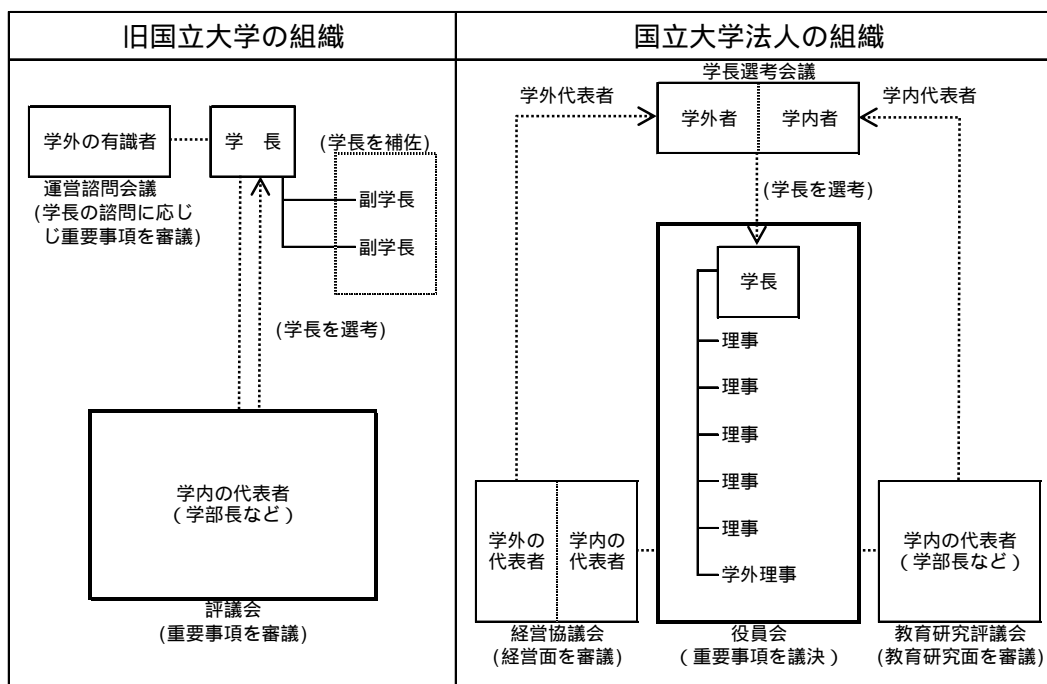 旧国立大学の組織
学外の有識者
運営諮問会議
(学長の諮問に応じ
じ重要事項を審議)
学　長
(学長を補佐)
副学長
副学長
(学長を選考)
学内の代表者
（学部長など）
評議会
(重要事項を審議)
国立大学法人の組織
学長選考会議
学外代表者
学外者
学内者
学内代表者
(学長を選考)
学長
理事
理事
理事
理事
理事
学外理事
学外の
代表者
学内の
代表者
経営協議会
(経営面を審議)
役員会
（重要事項を議決）
学内の代表者
（学部長など）
教育研究評議会
(教育研究面を審議)